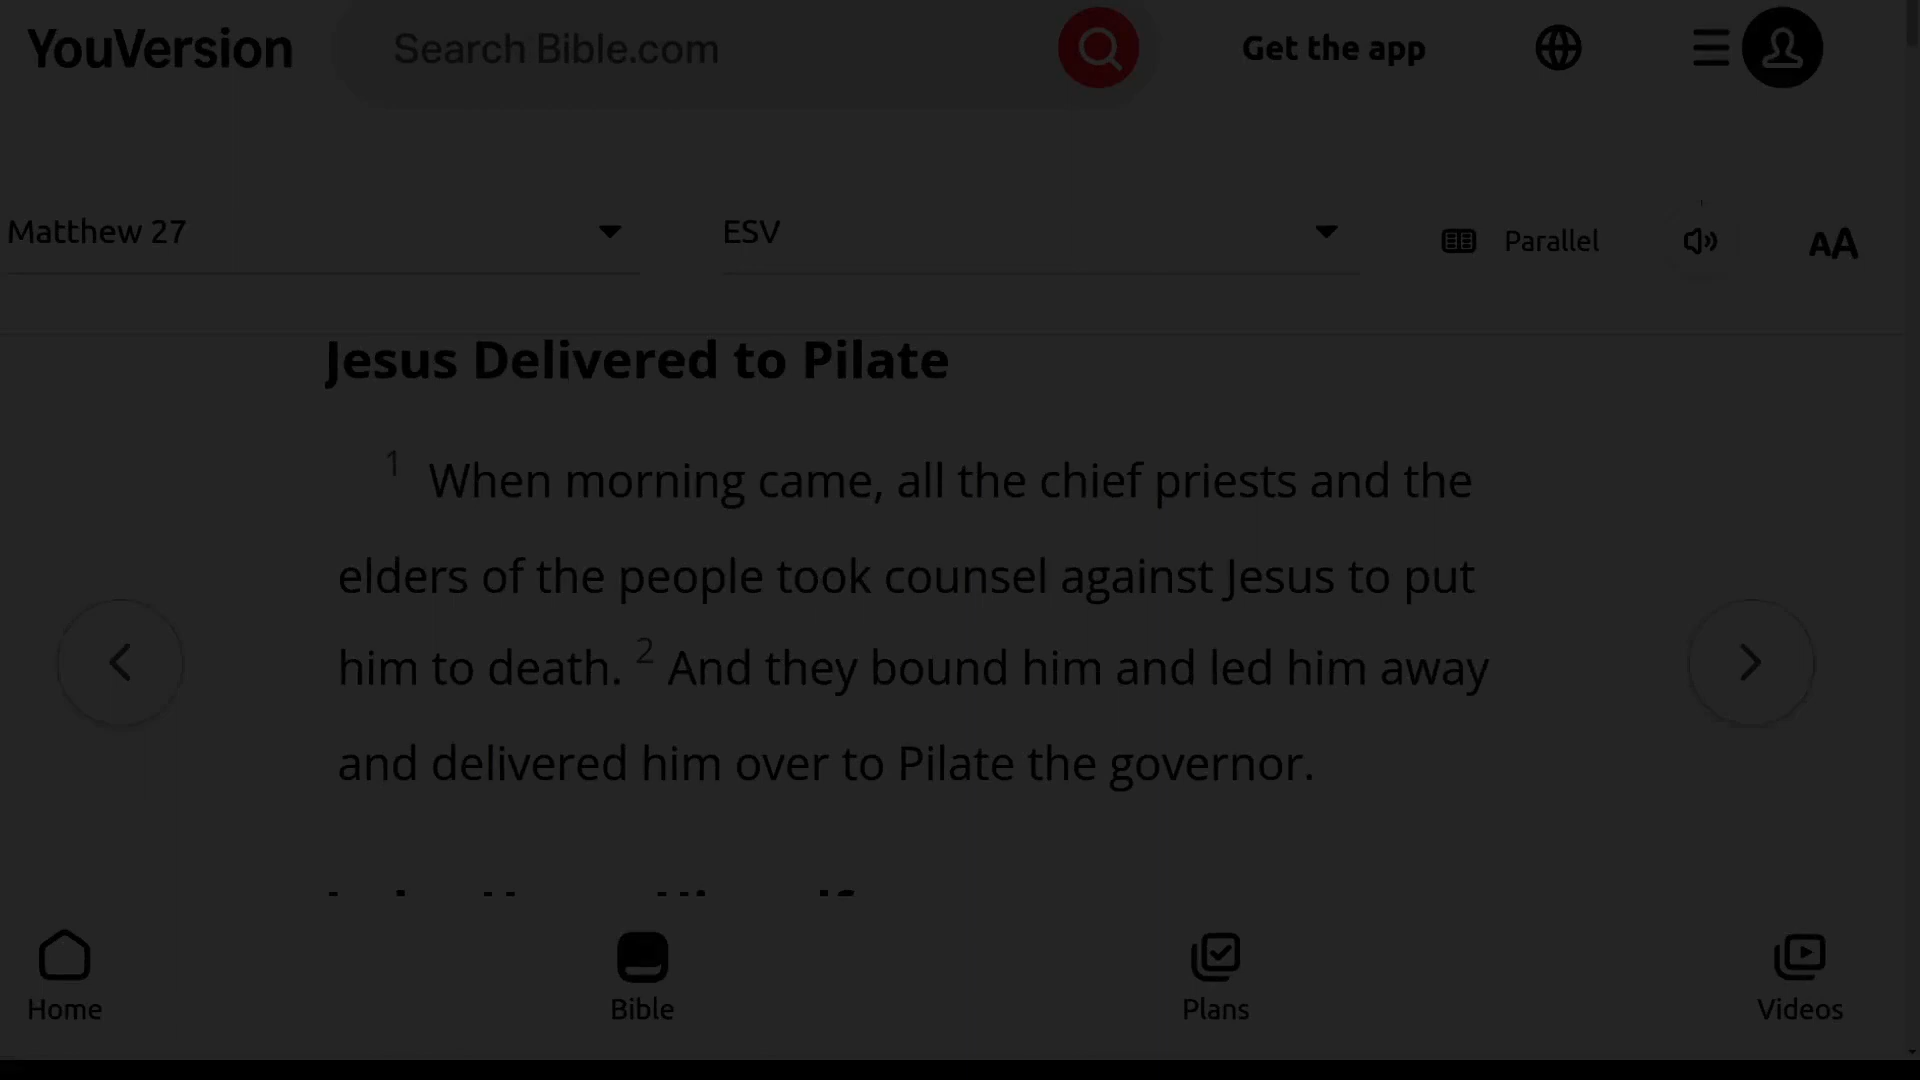 YouVersion
Search Bible.com
Get the app
Matthew 27
ESV
Parallel
AA
Jesus Delivered to Pilate
1 When morning came, all the chief priests and the
elders of the people took counsel against Jesus to put
him to death. 2 And they bound him and led him away
and delivered him over to Pilate the governor.
Home
Bible
Plans
Videos